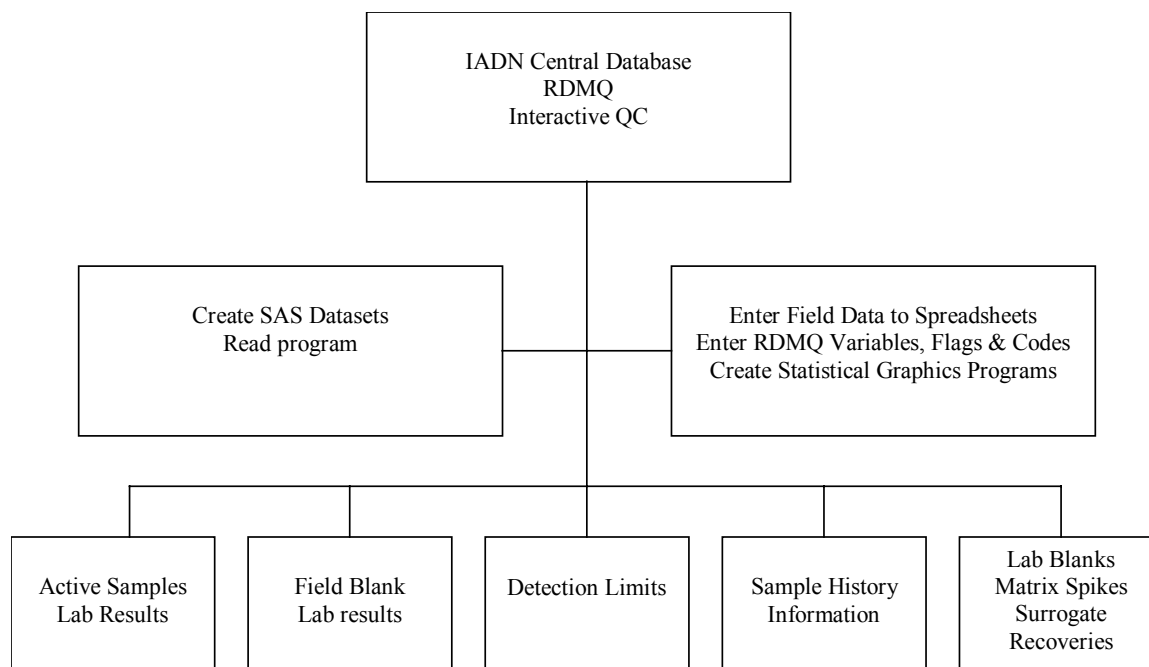 IADN Central Database
RDMQ
Interactive QC
Create SAS Datasets
Read program
Enter Field Data to Spreadsheets
Enter RDMQ Variables, Flags & Codes
Create Statistical Graphics Programs
Active Samples
Lab Results
Field Blank
Lab results
Detection Limits
Sample History
Information
Lab Blanks
Matrix Spikes
Surrogate
Recoveries